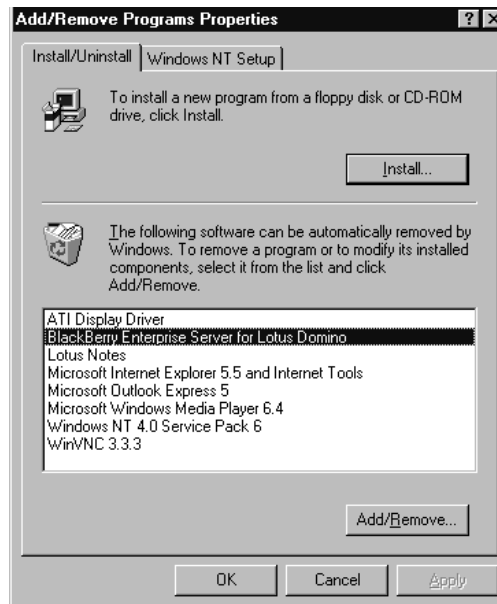 Add/Remove Programs Properties
Install/Uninstall
Windows NT Setup
To install a new program from a floppy disk or CD-ROM
drive, click Install.
Install...
The following software can be automatically removed by
Windows. To remove a program or to modify its installed
components, select it from the list and click
Add/Remove.
ATI Display Driver
BlackBerry Enterprise Server for Lotus Domino
Lotus Notes
Microsoft Internet Explorer 5.5 and Internet Tools
Microsoft Outlook Express 5
Microsoft Windows Media Player 6.4
Windows NT 4.0 Service Pack 6
WinVNC 3.3.3
Add/Remove...
OK
Cancel
Apply